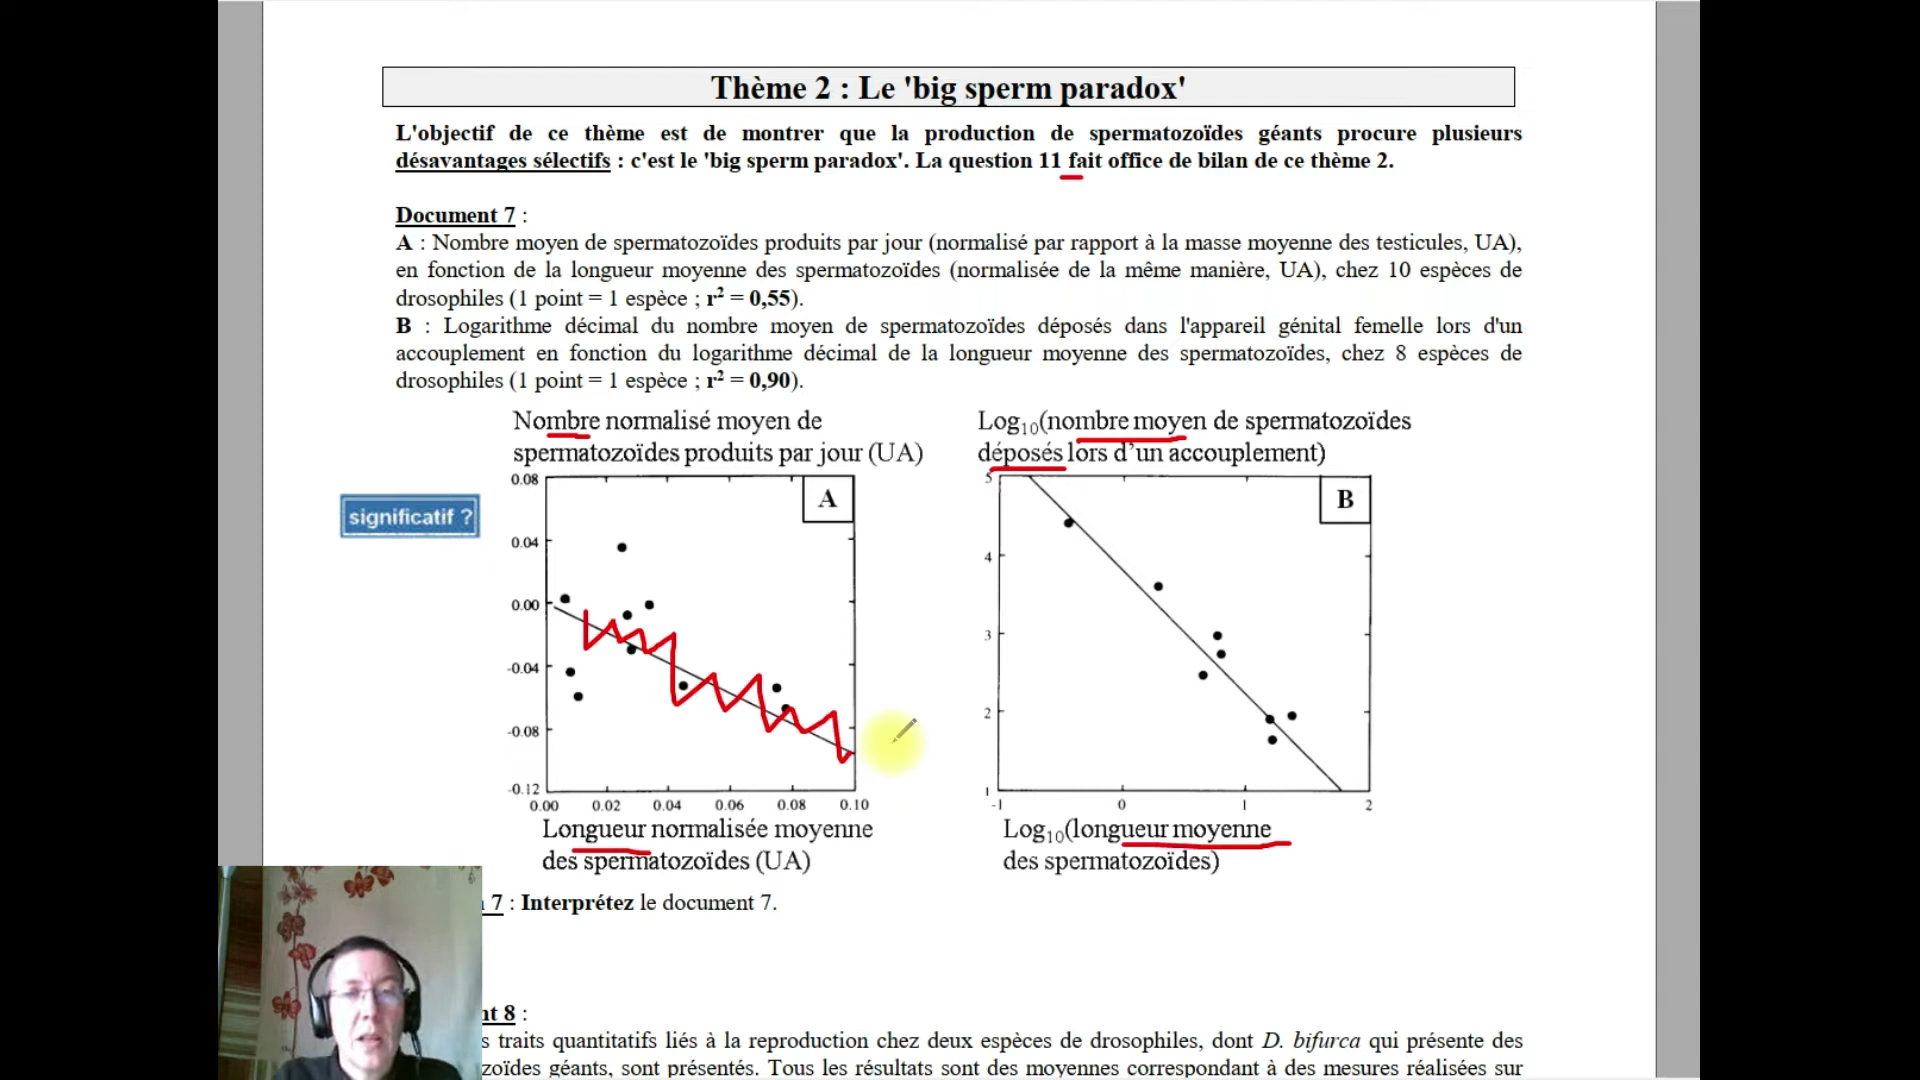 Thème 2 : Le 'big sperm paradox'
L'objectif de ce thème est de montrer que la production de spermatozoïdes géants procure plusieurs
désavantages sélectifs : c'est le 'big sperm paradox'. La question 11 fait office de bilan de ce thème 2.
Document 7 :
A : Nombre moyen de spermatozoïdes produits par jour (normalisé par rapport à la masse moyenne des testicules, UA),
en fonction de la longueur moyenne des spermatozoïdes (normalisée de la même manière, UA), chez 10 espèces de
drosophiles (1 point = 1 espèce ; r² = 0,55).
B : Logarithme décimal du nombre moyen de spermatozoïdes déposés dans l'appareil génital femelle lors d'un
accouplement en fonction du logarithme décimal de la longueur moyenne des spermatozoïdes, chez 8 espèces de
drosophiles (1 point = 1 espèce ; r² = 0,90).
Nombre normalisé moyen de
spermatozoïdes produits par jour (UA)
significatif ?
A
0.08
0.04
0.00
-0.04
-0.08
-0.12
0.00 0.02 0.04 0.06 0.08 0.10
Longueur normalisée moyenne
des spermatozoïdes (UA)
Log₁₀(nombre moyen de spermatozoïdes
déposés lors d'un accouplement)
B
5
4
3
2
1
-1 0 1 2
Log₁₀(longueur moyenne
des spermatozoïdes)
7 : Interprétez le document 7.
nt 8 :
s traits quantitatifs liés à la reproduction chez deux espèces de drosophiles, dont D. bifurca qui présente des
zoïdes géants, sont présentés. Tous les résultats sont des moyennes correspondant à des mesures réalisées sur